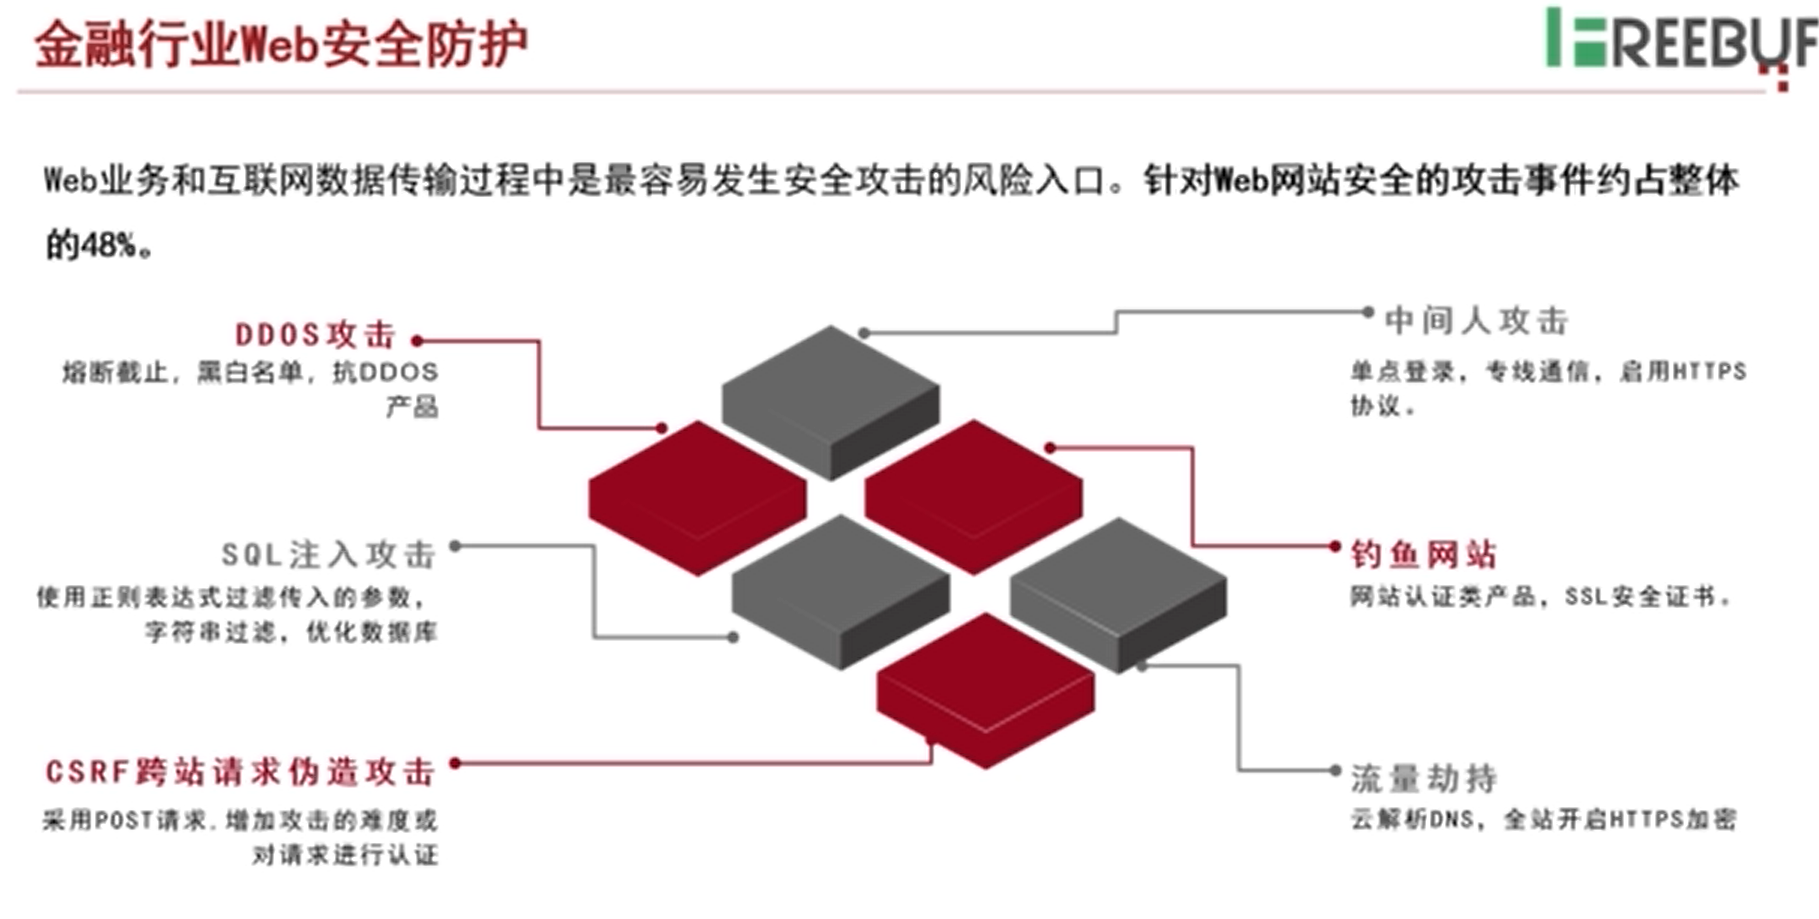 金融行业Web安全防护
FREEBUF
Web业务和互联网数据传输过程中是最容易发生安全攻击的风险入口。针对Web网站安全的攻击事件约占整体
的48%。
DDOS攻击
熔断截止，黑白名单，抗DDOS
产品
SQL注入攻击
使用正则表达式过滤传入的参数，
字符串过滤，优化数据库
CSRF跨站请求伪造攻击
采用POST请求.增加攻击的难度或
对请求进行认证
中间人攻击
单点登录，专线通信，启用HTTPS
协议。
钓鱼网站
网站认证类产品，SSL安全证书。
流量劫持
云解析DNS，全站开启HTTPS加密